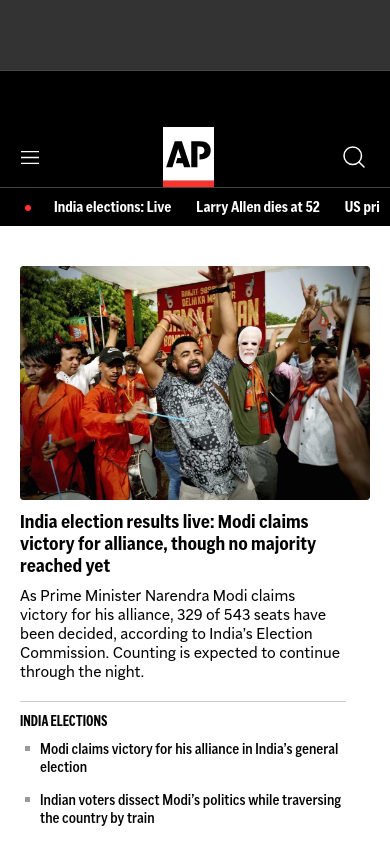 AP
India elections: Live
Larry Allen dies at 52
US pri
India election results live: Modi claims
victory for alliance, though no majority
reached yet
As Prime Minister Narendra Modi claims
victory for his alliance, 329 of 543 seats have
been decided, according to India's Election
Commission. Counting is expected to continue
through the night.
INDIA ELECTIONS
Modi claims victory for his alliance in India's general
election
Indian voters dissect Modi's politics while traversing
the country by train